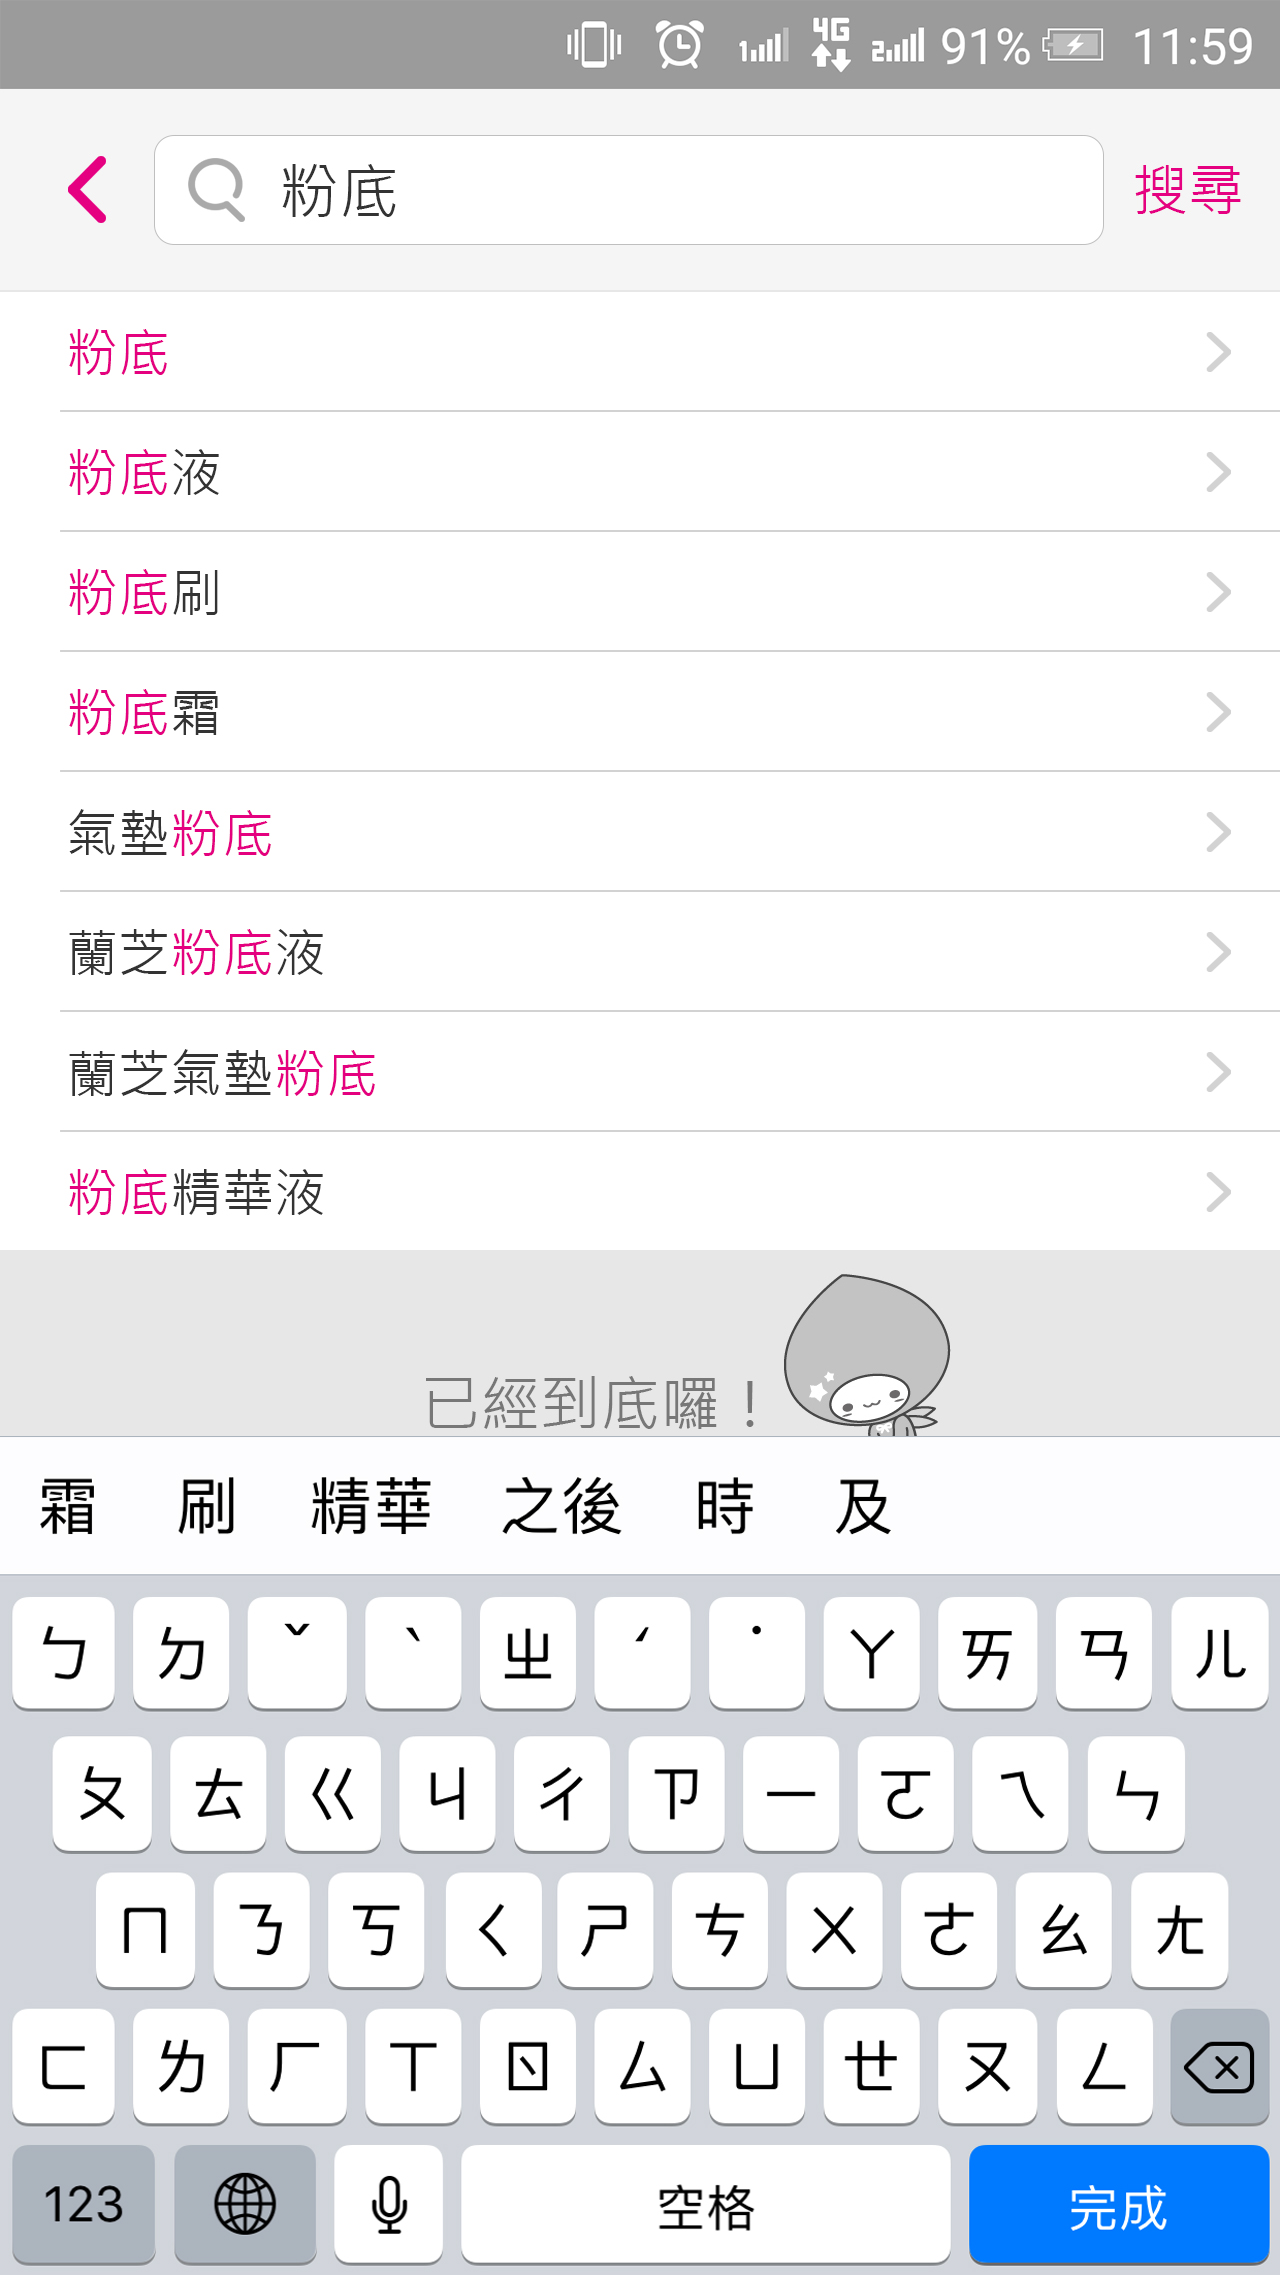 1 4G 2 91% 11:59
粉底 搜尋
粉底
粉底液
粉底刷
粉底霜
氣墊粉底
蘭芝粉底液
蘭芝氣墊粉底
粉底精華液
已經到底囉！
霜 刷 精華 之後 時 及
ㄅ ㄉ ˇ ˋ ㄓ ˊ ˙ ㄚ ㄞ ㄢ ㄦ
ㄆ ㄊ ㄍ ㄐ ㄔ ㄗ ㄧ ㄛ ㄟ ㄣ
ㄇ ㄋ ㄎ ㄑ ㄕ ㄘ ㄨ ㄜ ㄠ ㄤ
ㄈ ㄌ ㄏ ㄒ ㄖ ㄙ ㄩ ㄝ ㄡ ㄥ
123 空格 完成